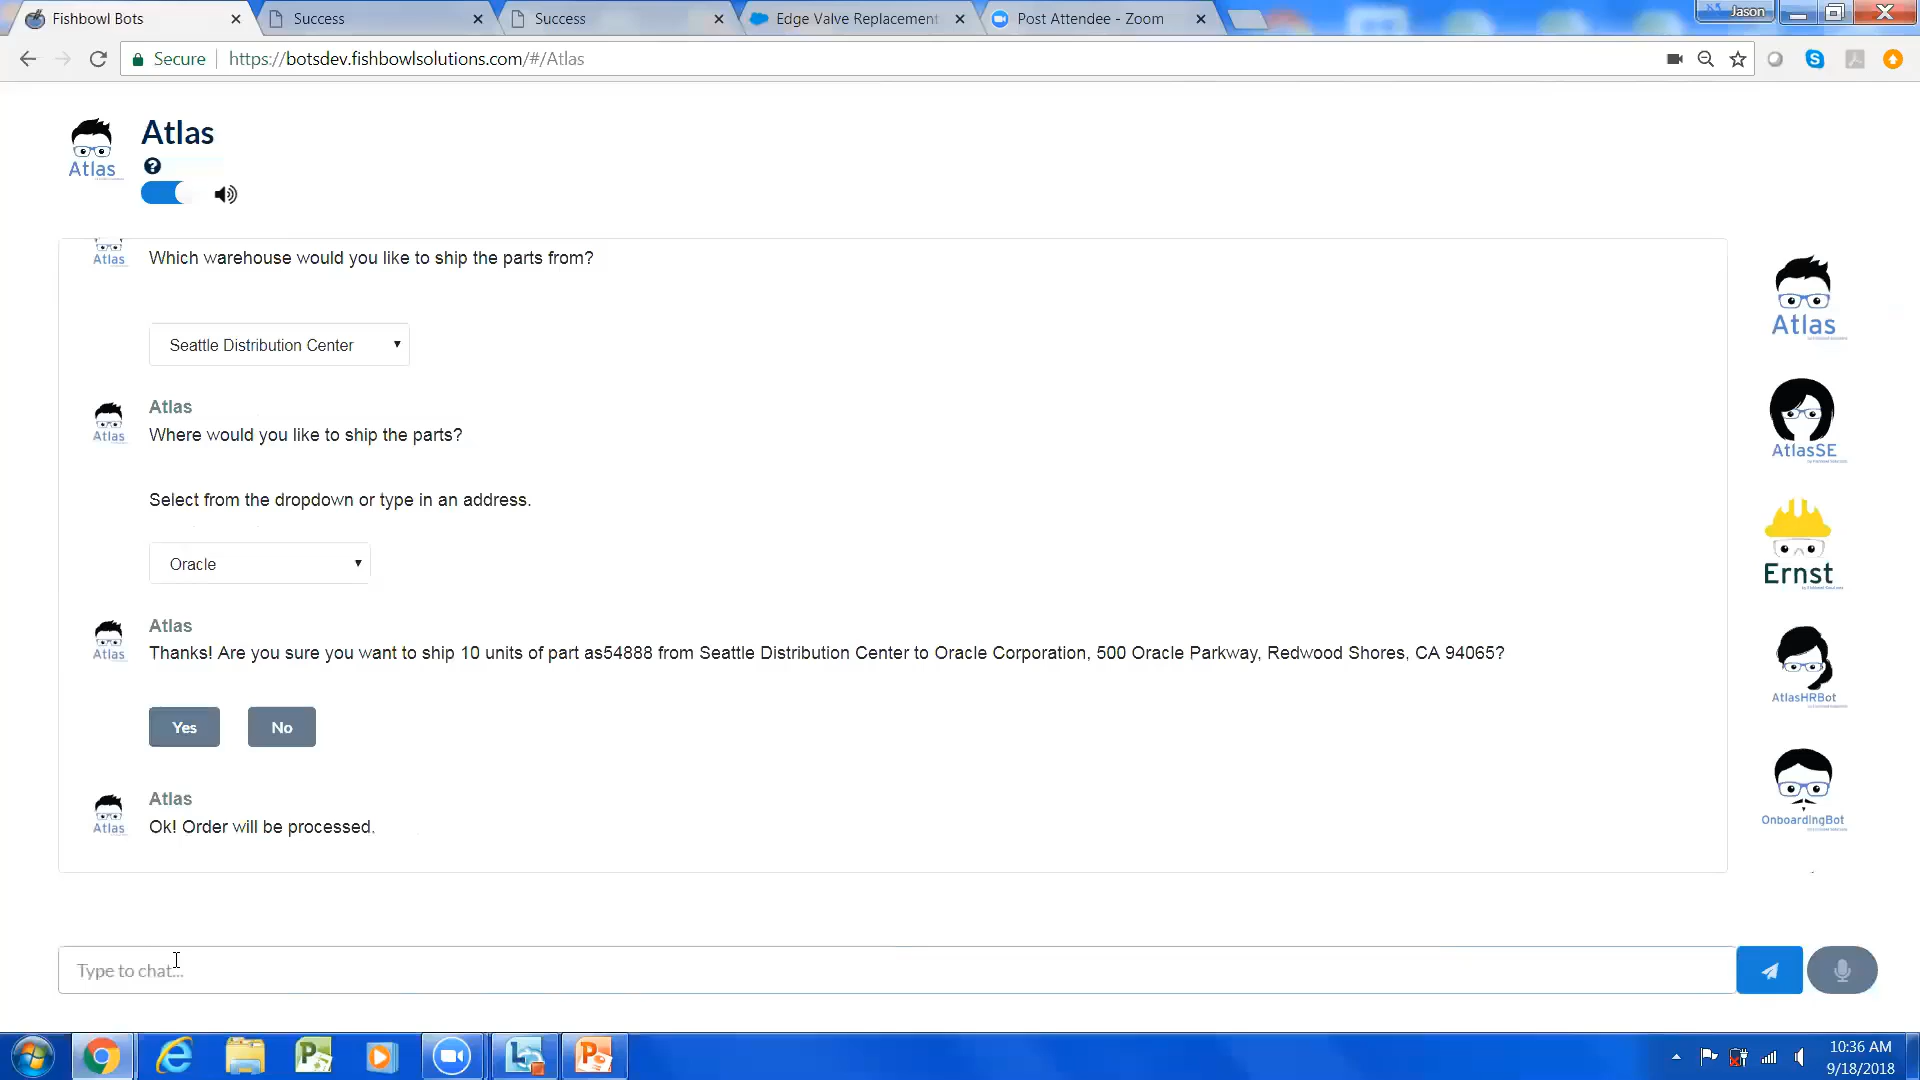 Fishbowl Bots
Success
Success
Edge Valve Replacement
Post Attendee - Zoom
Jason
Secure
https://botsdev.fishbowlsolutions.com/#/Atlas
Atlas
Atlas
Atlas
Which warehouse would you like to ship the parts from?
Seattle Distribution Center
Atlas
Atlas
Where would you like to ship the parts?
Select from the dropdown or type in an address.
Oracle
Atlas
Atlas
Thanks! Are you sure you want to ship 10 units of part as54888 from Seattle Distribution Center to Oracle Corporation, 500 Oracle Parkway, Redwood Shores, CA 94065?
Yes
No
Atlas
Atlas
Ok! Order will be processed.
Atlas
AtlasSE
Ernst
AtlasHRBot
OnboardingBot
Type to chat...
10:36 AM
9/18/2018